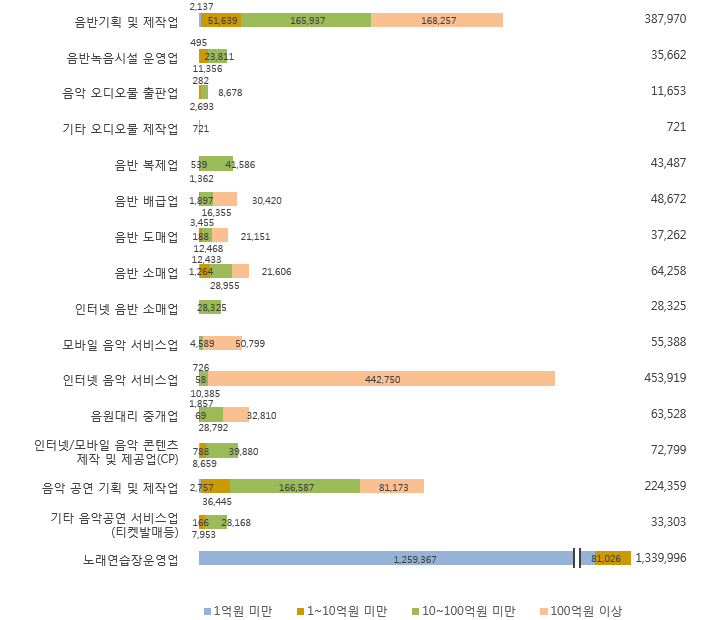 2,137
음반기획 및 제작업 51,639 165,937 168,257 387,970
495
음반녹음시설 운영업 23,811 35,662
11,356
282
음악 오디오물 출판업 8,678 11,653
2,693
기타 오디오물 제작업 721 721
음반 복제업 539 41,586 43,487
1,362
음반 배급업 1,897 30,420 48,672
16,355
3,455
음반 도매업 188 21,151 37,262
12,468
12,433
음반 소매업 1,264 21,606 64,258
28,955
인터넷 음반 소매업 28,325 28,325
모바일 음악 서비스업 4,589 50,799 55,388
726
인터넷 음악 서비스업 58 442,750 453,919
10,385
1,857
음원대리 중개업 69 32,810 63,528
28,792
인터넷/모바일 음악 콘텐츠
제작 및 제공업(CP) 788 39,880 72,799
8,659
음악 공연 기획 및 제작업 2,757 166,587 81,173 224,359
36,445
기타 음악공연 서비스업
(티켓발매등) 166 28,168 33,303
7,953
노래연습장운영업 1,259,367 81,026 1,339,996
1억원 미만 1~10억원 미만 10~100억원 미만 100억원 이상